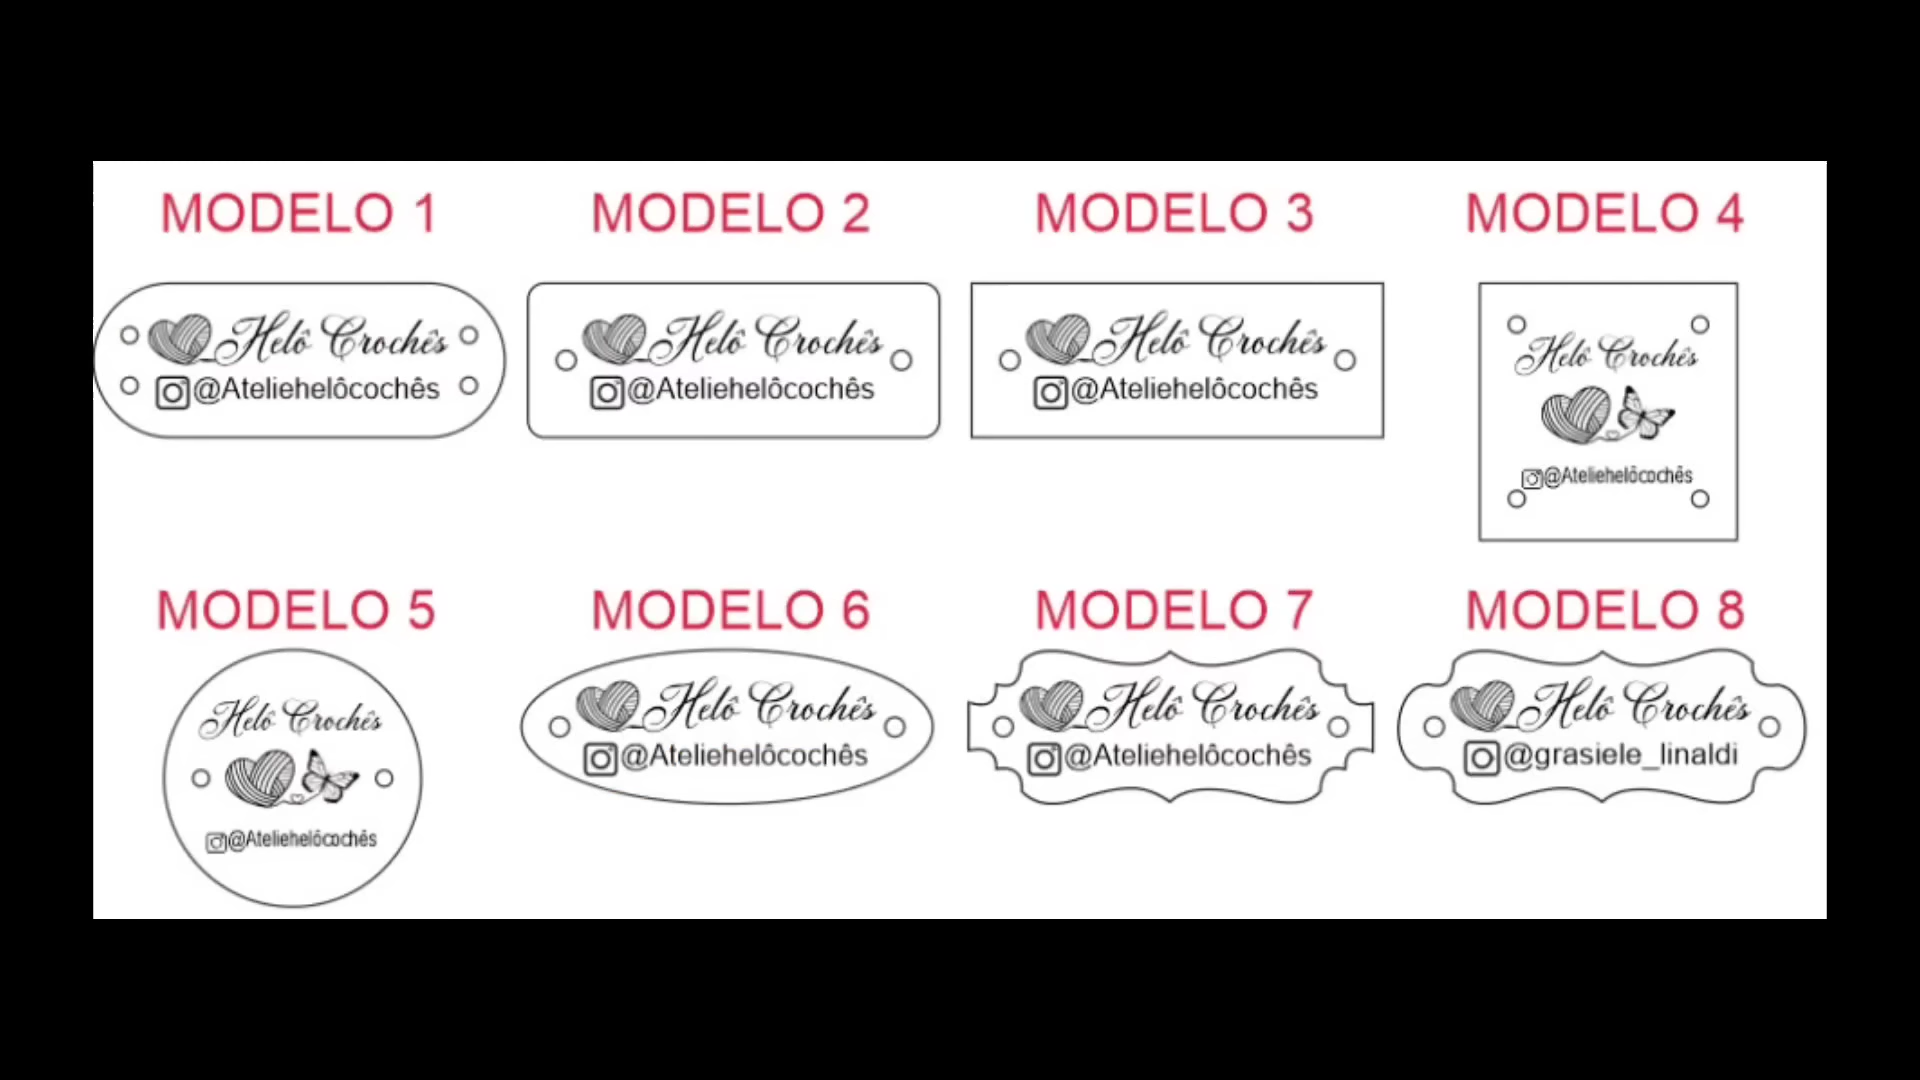 MODELO 1
Helô Crochês
@Ateliehelôcochês
MODELO 2
Helô Crochês
@Ateliehelôcochês
MODELO 3
Helô Crochês
@Ateliehelôcochês
MODELO 4
Helô Crochês
@Ateliehelôcochês
MODELO 5
Helô Crochês
@Ateliehelôcochês
MODELO 6
Helô Crochês
@Ateliehelôcochês
MODELO 7
Helô Crochês
@Ateliehelôcochês
MODELO 8
Helô Crochês
@grasiele_linaldi